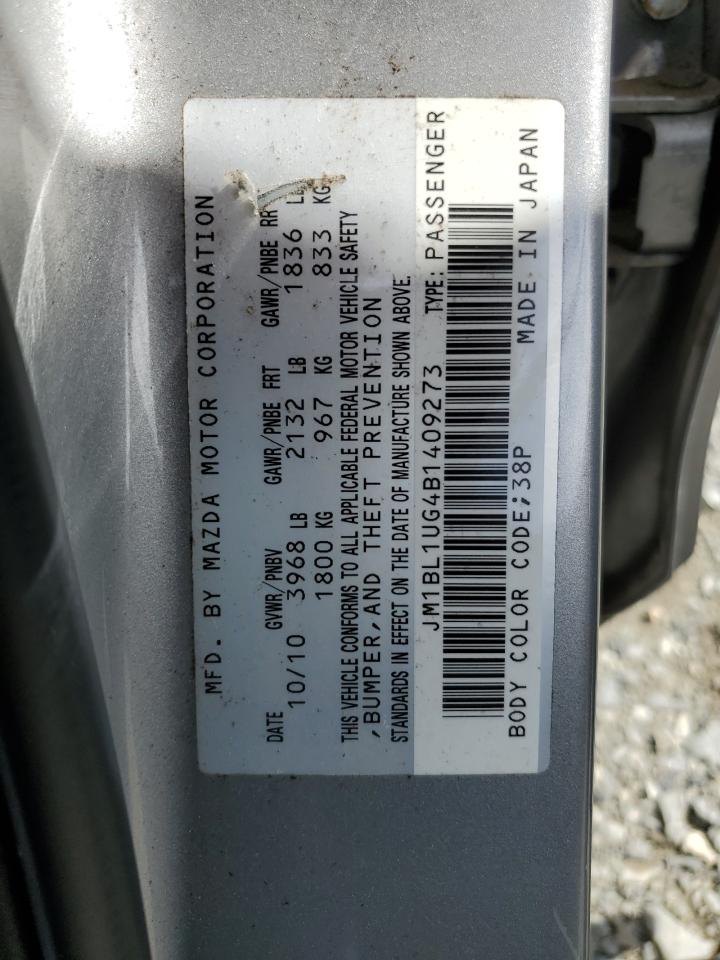 MFD. BY MAZDA MOTOR CORPORATION
DATE GVWR/PNBV GAWR/PNBE FRT GAWR/PNBE RR
10/10 3968 LB 2132 LB 1836 LB
1800 KG 967 KG 833 KG
THIS VEHICLE CONFORMS TO ALL APPLICABLE FEDERAL MOTOR VEHICLE SAFETY
,BUMPER,AND THEFT PREVENTION
STANDARDS IN EFFECT ON THE DATE OF MANUFACTURE SHOWN ABOVE.
JM1BL1UG4B1409273 TYPE: PASSENGER
BODY COLOR CODE;38P MADE IN JAPAN